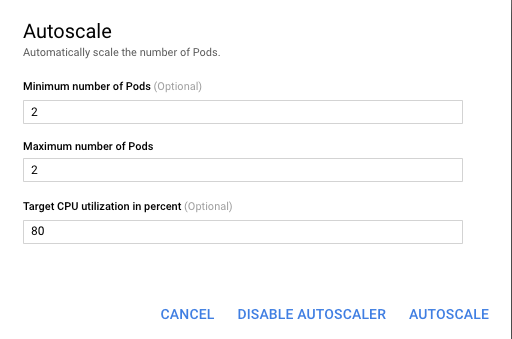 Autoscale
Automatically scale the number of Pods.
Minimum number of Pods (Optional)
2
Maximum number of Pods
2
Target CPU utilization in percent (Optional)
80
CANCEL DISABLE AUTOSCALER AUTOSCALE